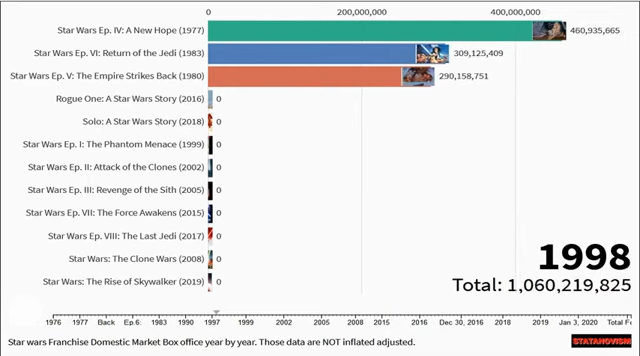 0 200,000,000 400,000,000
Star Wars Ep. IV: A New Hope (1977) 460,935,665
Star Wars Ep. VI: Return of the Jedi (1983) 309,125,409
Star Wars Ep. V: The Empire Strikes Back (1980) 290,158,751
Rogue One: A Star Wars Story (2016) 0
Solo: A Star Wars Story (2018) 0
Star Wars Ep. I: The Phantom Menace (1999) 0
Star Wars Ep. II: Attack of the Clones (2002) 0
Star Wars Ep. III: Revenge of the Sith (2005) 0
Star Wars Ep. VII: The Force Awakens (2015) 0
Star Wars Ep. VIII: The Last Jedi (2017) 0
Star Wars: The Clone Wars (2008) 0
Star Wars: The Rise of Skywalker (2019) 0
1998
Total: 1,060,219,825
1976 1977 Back Ep.6: 1983 1990 1997 1999 2002 2005 2008 2015 2016 Dec 30, 2016 2018 2019 Jan 3, 2020 Total F
Star wars Franchise Domestic Market Box office year by year. Those data are NOT inflated adjusted.
STATANOVISM